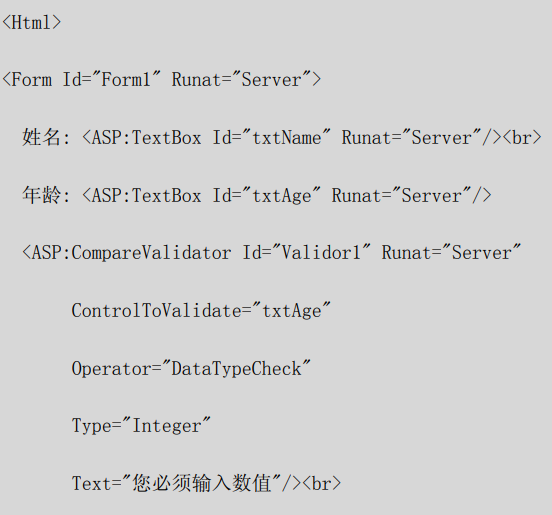 <Html>
<Form Id="Form1" Runat="Server">
姓名: <ASP:TextBox Id="txtName" Runat="Server"/><br>
年龄: <ASP:TextBox Id="txtAge" Runat="Server"/>
<ASP:CompareValidator Id="Validor1" Runat="Server"
ControlToValidate="txtAge"
Operator="DataTypeCheck"
Type="Integer"
Text="您必须输入数值"/><br>